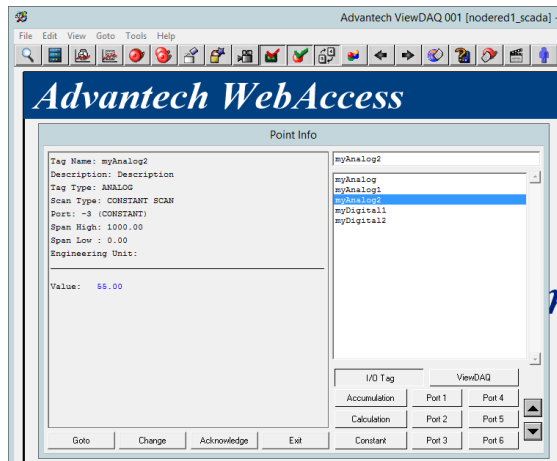 Advantech ViewDAQ 001 [nodered1_scada] -
File Edit View Goto Tools Help
Advantech WebAccess
Point Info
Tag Name: myAnalog2
Description: Description
Tag Type: ANALOG
Scan Type: CONSTANT SCAN
Port: -3 (CONSTANT)
Span High: 1000.00
Span Low : 0.00
Engineering Unit:
Value: 55.00
myAnalog2
myAnalog
myAnalog1
myAnalog2
myDigital1
myDigital2
I/O Tag ViewDAQ
Accumulation Port 1 Port 4
Calculation Port 2 Port 5
Constant Port 3 Port 6
Goto Change Acknowledge Exit